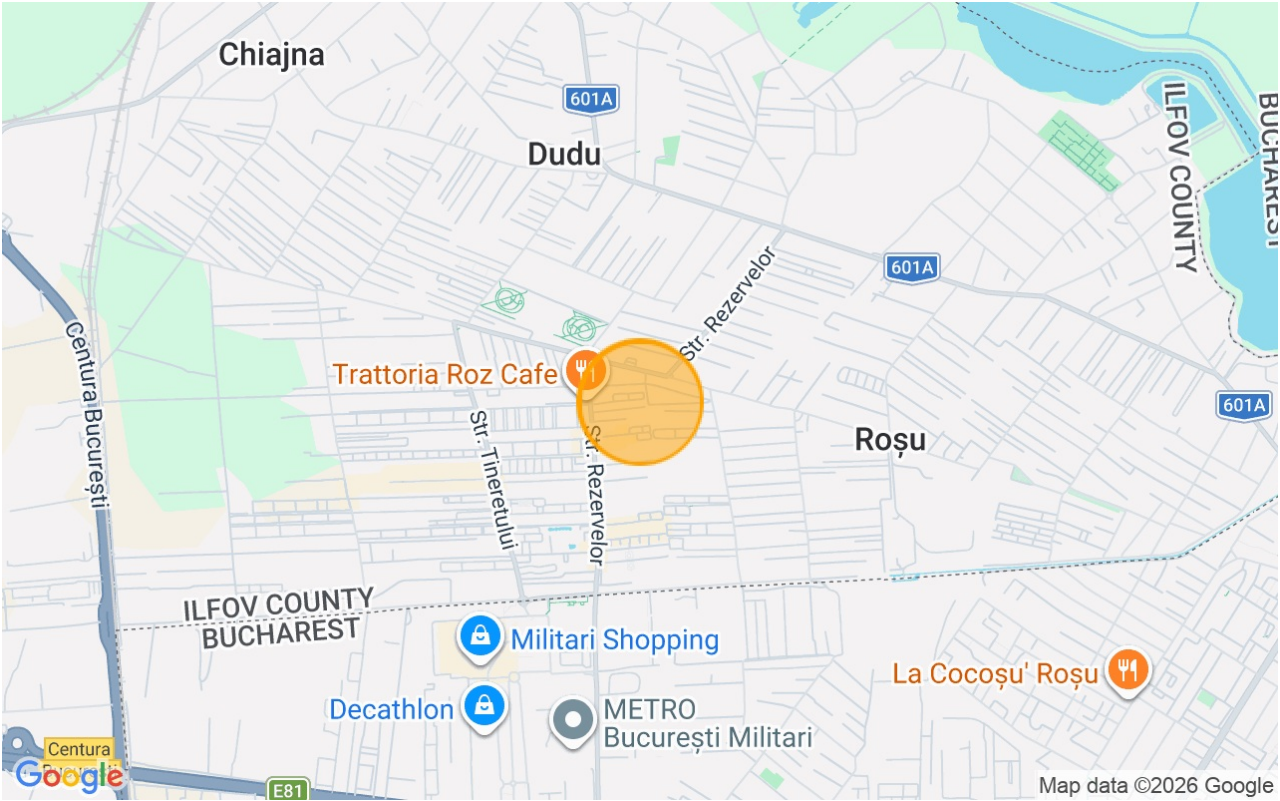 Chiajna
601A
Dudu
ILFOV COUNTY
BUCHAREST
601A
Str. Rezervelor
Centura București
Trattoria Roz Cafe
601A
Roșu
Str. Tineretului
Str. Rezervelor
ILFOV COUNTY
BUCHAREST
Militari Shopping
La Cocoșu' Roșu
Decathlon
METRO
București Militari
Centura
București
Google
E81
Map data ©2026 Google